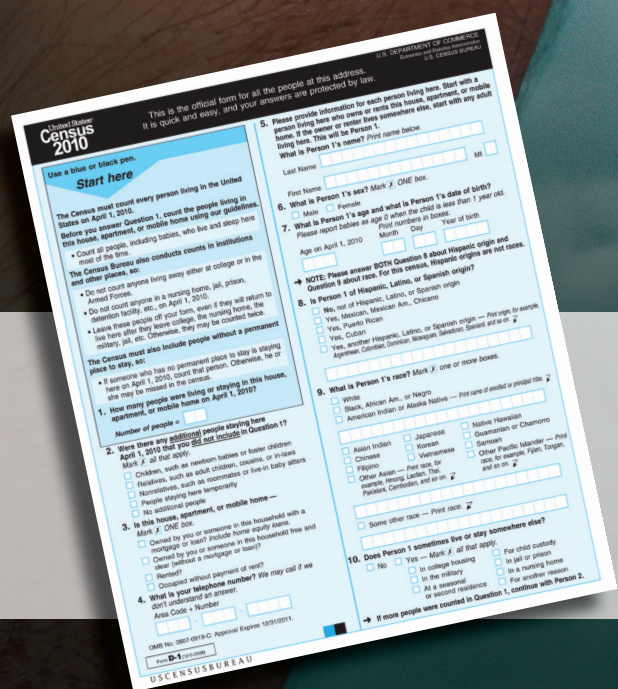 U.S. DEPARTMENT OF COMMERCE
Economics and Statistics Administration
U.S. CENSUS BUREAU
This is the official form for all the people at this address.
It is quick and easy, and your answers are protected by law.
United States
Census
2010
Use a blue or black pen.
Start here
The Census must count every person living in the United
States on April 1, 2010.
Before you answer Question 1, count the people living in
this house, apartment, or mobile home using our guidelines.
• Count all people, including babies, who live and sleep here
most of the time.
The Census Bureau also conducts counts in institutions
and other places, so:
• Do not count anyone living away either at college or in the
Armed Forces.
• Do not count anyone in a nursing home, jail, prison,
detention facility, etc., on April 1, 2010.
• Leave these people off your form, even if they will return to
live here after they leave college, the nursing home, the
military, jail, etc. Otherwise, they may be counted twice.
The Census must also include people without a permanent
place to stay, so:
• If someone who has no permanent place to stay is staying
here on April 1, 2010, count that person. Otherwise, he or
she may be missed in the census.
1. How many people were living or staying in this house,
apartment, or mobile home on April 1, 2010?
Number of people =
2. Were there any additional people staying here
April 1, 2010 that you did not include in Question 1?
Mark X all that apply.
Children, such as newborn babies or foster children
Relatives, such as adult children, cousins, or in-laws
Nonrelatives, such as roommates or live-in baby sitters
People staying here temporarily
No additional people
3. Is this house, apartment, or mobile home —
Mark X ONE box.
Owned by you or someone in this household with a
mortgage or loan? Include home equity loans.
Owned by you or someone in this household free and
clear (without a mortgage or loan)?
Rented?
Occupied without payment of rent?
4. What is your telephone number? We may call if we
don't understand an answer.
Area Code + Number
OMB No. 0607-0919-C: Approval Expires 12/31/2011.
Form D-1
USCENSUSBUREAU
5. Please provide information for each person living here. Start with a
person living here who owns or rents this house, apartment, or mobile
home. If the owner or renter lives somewhere else, start with any adult
living here. This will be Person 1.
What is Person 1's name? Print name below.
Last Name
First Name MI
6. What is Person 1's sex? Mark X ONE box.
Male Female
7. What is Person 1's age and what is Person 1's date of birth?
Please report babies as age 0 when the child is less than 1 year old.
Print numbers in boxes.
Age on April 1, 2010 Month Day Year of birth
→ NOTE: Please answer BOTH Question 8 about Hispanic origin and
Question 9 about race. For this census, Hispanic origins are not races.
8. Is Person 1 of Hispanic, Latino, or Spanish origin?
No, not of Hispanic, Latino, or Spanish origin
Yes, Mexican, Mexican Am., Chicano
Yes, Puerto Rican
Yes, Cuban
Yes, another Hispanic, Latino, or Spanish origin — Print origin, for example,
Argentinean, Colombian, Dominican, Nicaraguan, Salvadoran, Spaniard, and so on.
9. What is Person 1's race? Mark X one or more boxes.
White
Black, African Am., or Negro
American Indian or Alaska Native — Print name of enrolled or principal tribe.
Asian Indian Japanese Native Hawaiian
Chinese Korean Guamanian or Chamorro
Filipino Vietnamese Samoan
Other Asian — Print race, for
example, Hmong, Laotian, Thai,
Pakistani, Cambodian, and so on.
Other Pacific Islander — Print
race, for example, Fijian, Tongan,
and so on.
Some other race — Print race.
10. Does Person 1 sometimes live or stay somewhere else?
No Yes — Mark X all that apply.
In college housing For child custody
In the military In jail or prison
At a seasonal In a nursing home
or second residence For another reason
→ If more people were counted in Question 1, continue with Person 2.